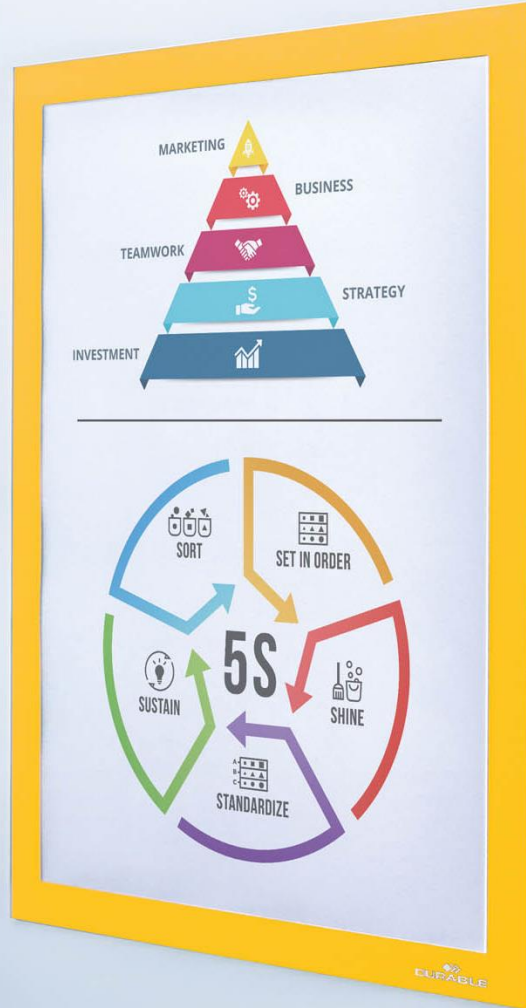 MARKETING
BUSINESS
TEAMWORK
STRATEGY
INVESTMENT
SORT
SET IN ORDER
5S
SUSTAIN
SHINE
A
B
C
STANDARDIZE
DURABLE